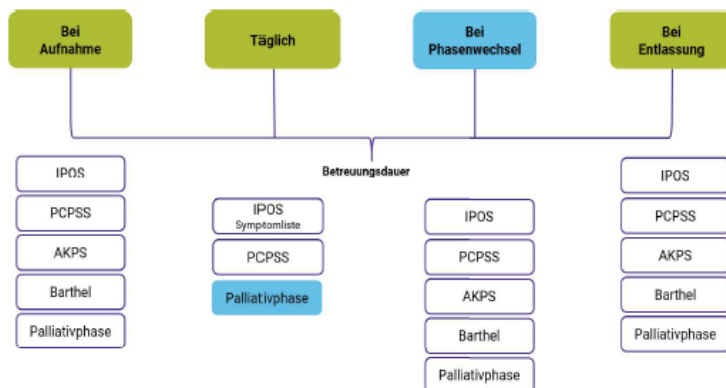 Bei
Aufnahme
Täglich
Bei
Phasenwechsel
Bei
Entlassung
Betreuungsdauer
IPOS
PCPSS
AKPS
Barthel
Palliativphase
IPOS
Symptomliste
PCPSS
Palliativphase
IPOS
PCPSS
AKPS
Barthel
Palliativphase
IPOS
PCPSS
AKPS
Barthel
Palliativphase